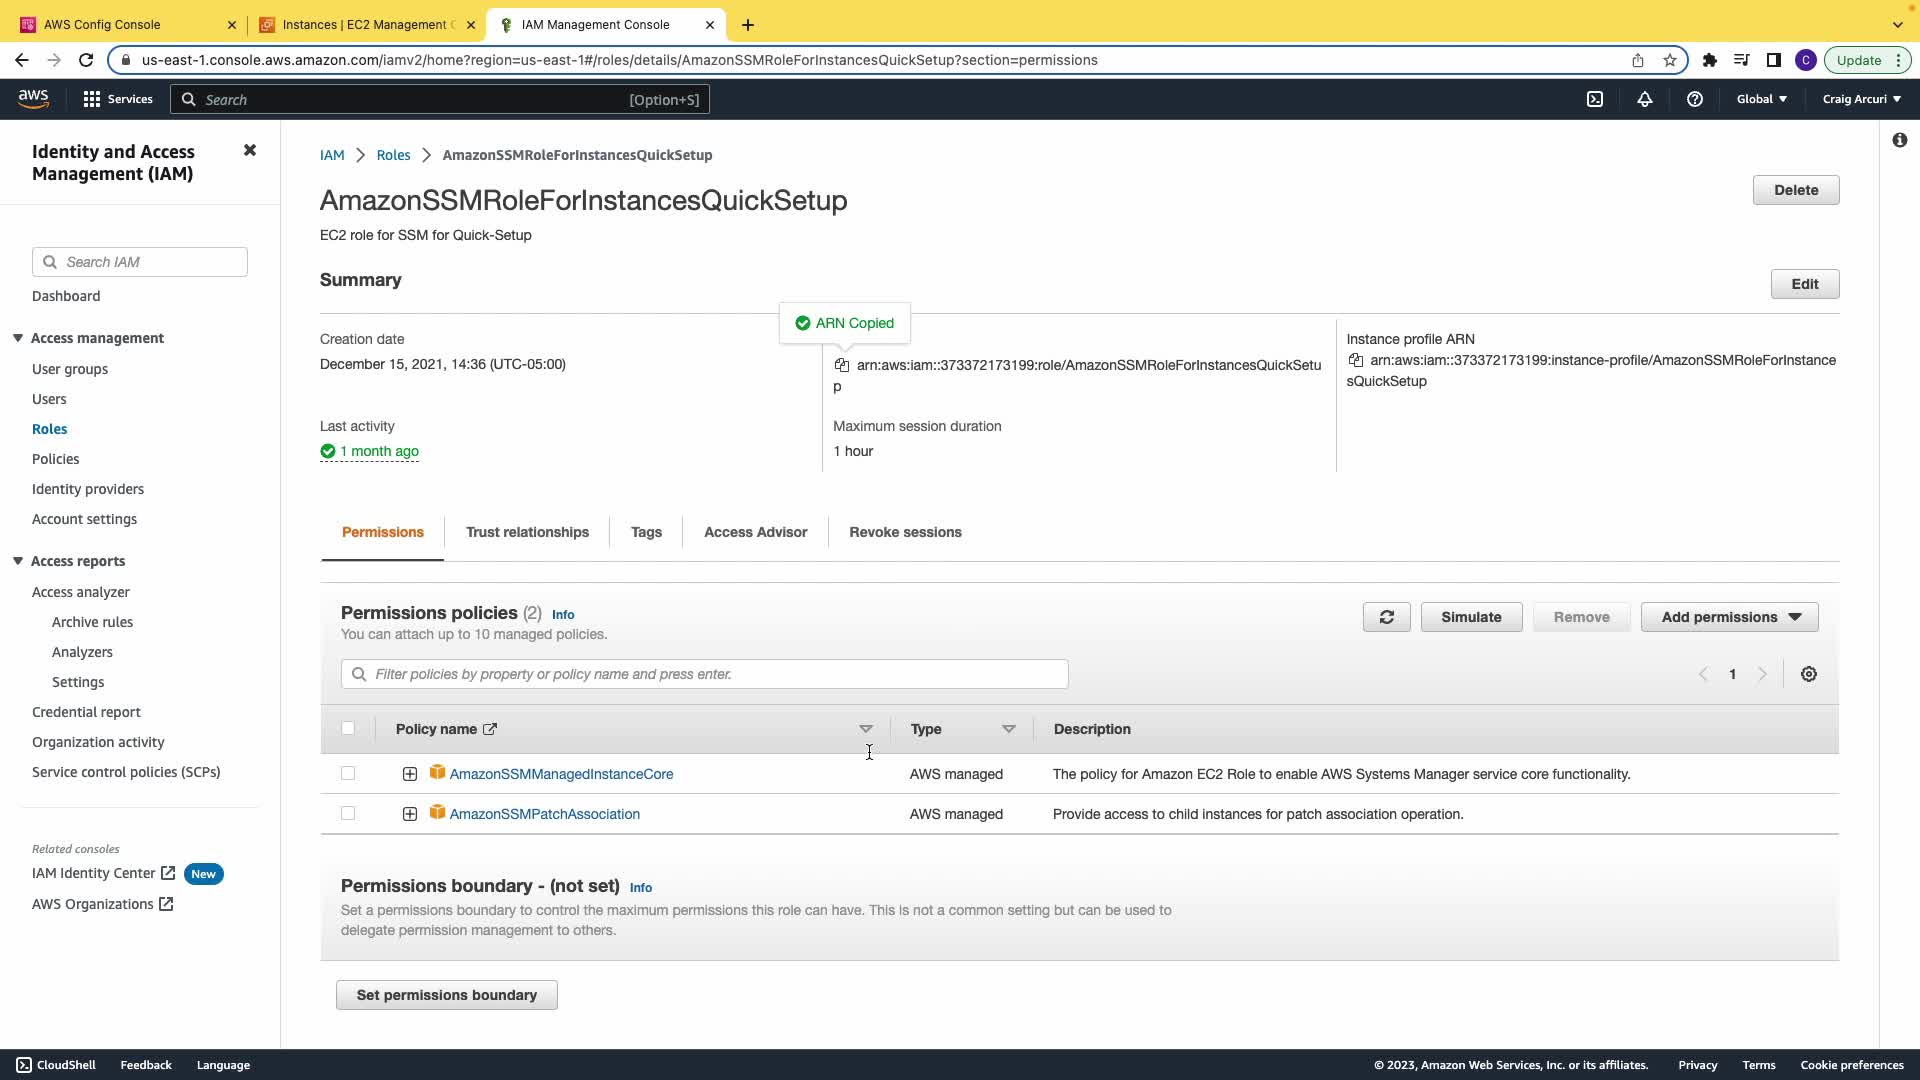 AWS Config Console
Instances | EC2 Management C
IAM Management Console
us-east-1.console.aws.amazon.com/iamv2/home?region=us-east-1#/roles/details/AmazonSSMRoleForInstancesQuickSetup?section=permissions
C
Update
aws
Services
Search
[Option+S]
Global
Craig Arcuri
Identity and Access
Management (IAM)
Search IAM
Dashboard
Access management
User groups
Users
Roles
Policies
Identity providers
Account settings
Access reports
Access analyzer
Archive rules
Analyzers
Settings
Credential report
Organization activity
Service control policies (SCPs)
Related consoles
IAM Identity Center
New
AWS Organizations
IAM > Roles > AmazonSSMRoleForInstancesQuickSetup
AmazonSSMRoleForInstancesQuickSetup
Delete
EC2 role for SSM for Quick-Setup
Summary
Edit
ARN Copied
Creation date
December 15, 2021, 14:36 (UTC-05:00)
arn:aws:iam::373372173199:role/AmazonSSMRoleForInstancesQuickSetu
p
Instance profile ARN
arn:aws:iam::373372173199:instance-profile/AmazonSSMRoleForInstance
sQuickSetup
Last activity
1 month ago
Maximum session duration
1 hour
Permissions
Trust relationships
Tags
Access Advisor
Revoke sessions
Permissions policies (2) Info
You can attach up to 10 managed policies.
Simulate
Remove
Add permissions
Filter policies by property or policy name and press enter.
1
Policy name
Type
Description
AmazonSSMManagedInstanceCore
AWS managed
The policy for Amazon EC2 Role to enable AWS Systems Manager service core functionality.
AmazonSSMPatchAssociation
AWS managed
Provide access to child instances for patch association operation.
Permissions boundary - (not set) Info
Set a permissions boundary to control the maximum permissions this role can have. This is not a common setting but can be used to
delegate permission management to others.
Set permissions boundary
CloudShell
Feedback
Language
© 2023, Amazon Web Services, Inc. or its affiliates.
Privacy
Terms
Cookie preferences